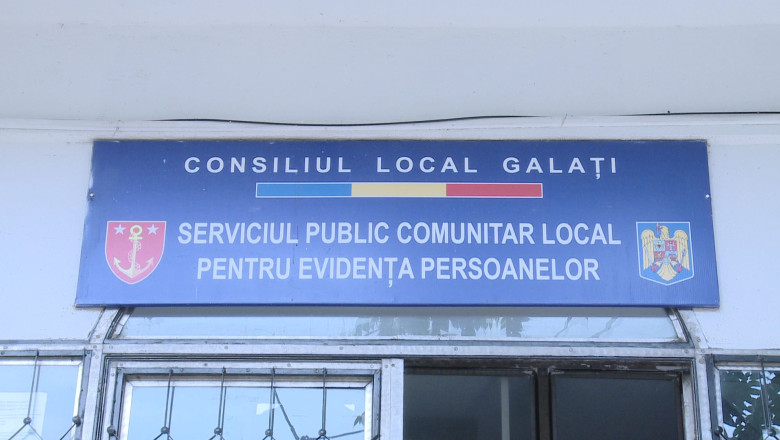 CONSILIUL LOCAL GALAȚI
SERVICIUL PUBLIC COMUNITAR LOCAL
PENTRU EVIDENȚA PERSOANELOR